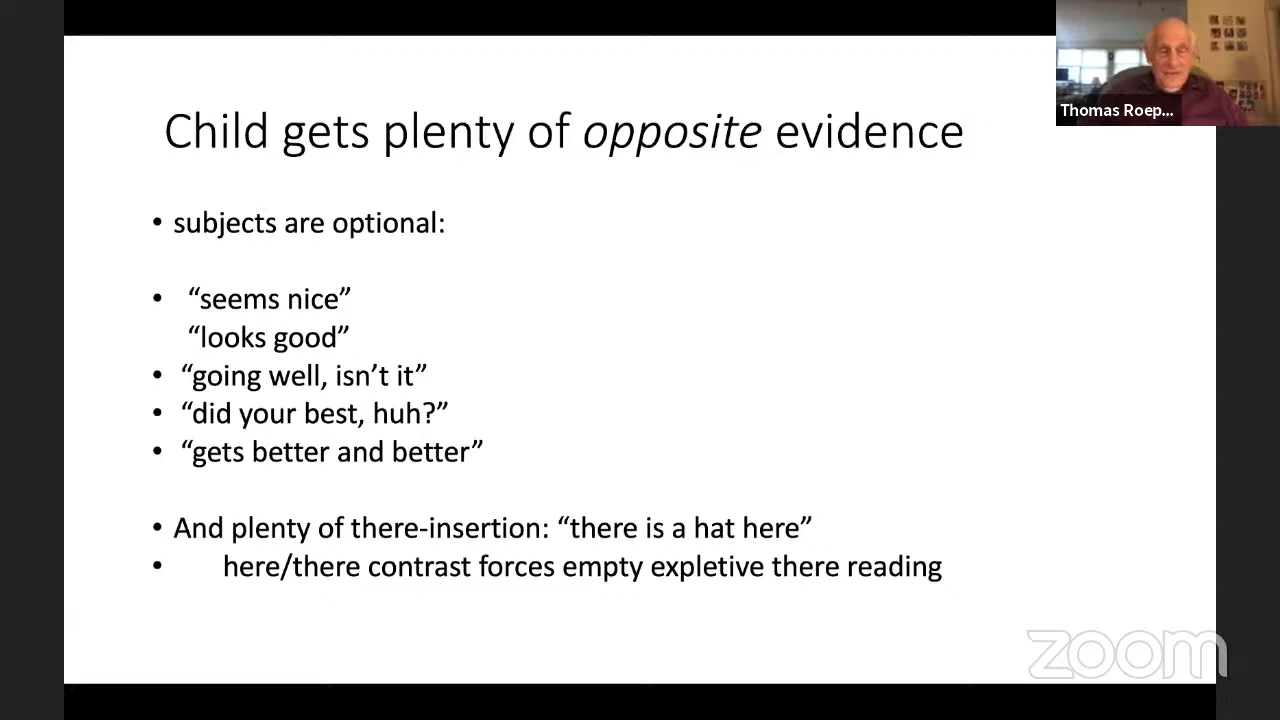 Thomas Roep...
Child gets plenty of opposite evidence
• subjects are optional:
• “seems nice”
“looks good”
• “going well, isn’t it”
• “did your best, huh?”
• “gets better and better”
• And plenty of there-insertion: “there is a hat here”
• here/there contrast forces empty expletive there reading
zoom